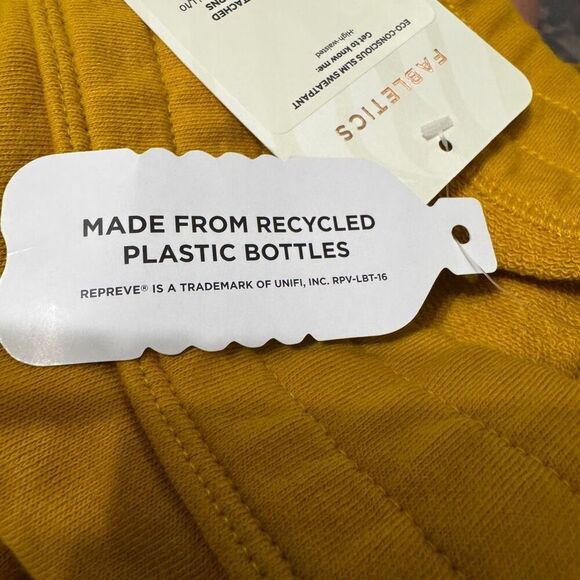 MADE FROM RECYCLED
PLASTIC BOTTLES
REPREVE® IS A TRADEMARK OF UNIFI, INC. RPV-LBT-16
FABLETICS
ECO-CONSCIOUS SLIM SWEATPANT
Get to know me:
-High-waisted